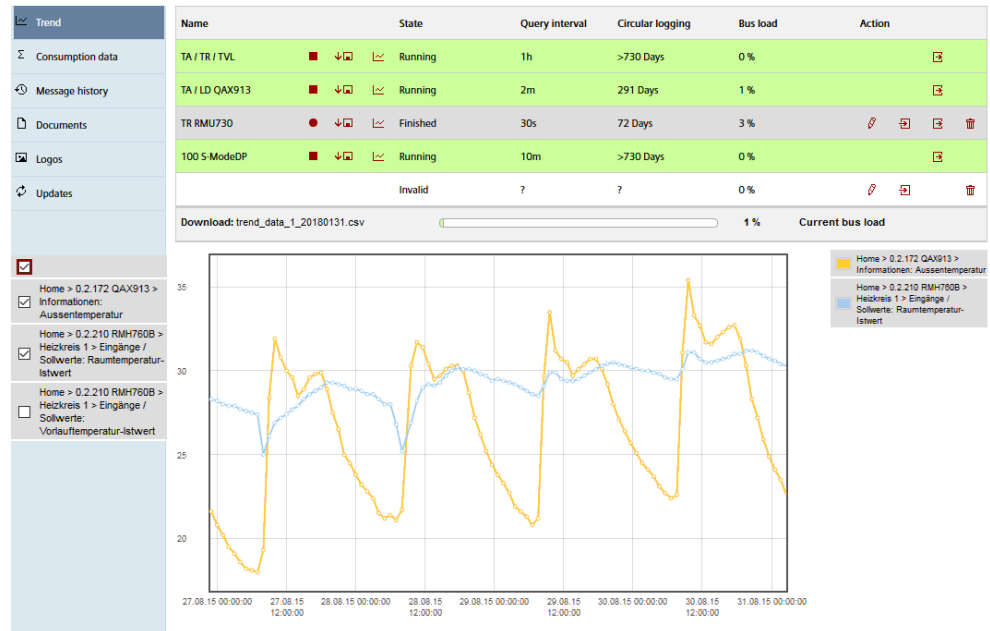 Trend
Consumption data
Message history
Documents
Logos
Updates
Name State Query interval Circular logging Bus load Action
TA / TR / TVL Running 1h >730 Days 0 %
TA / LD QAX913 Running 2m 291 Days 1 %
TR RMU730 Finished 30s 72 Days 3 %
100 S-ModeDP Running 10m >730 Days 0 %
Invalid ? ? 0 %
Download: trend_data_1_20180131.csv 1 % Current bus load
Home > 0.2.172 QAX913 >
Informationen:
Aussentemperatur
Home > 0.2.210 RMH760B >
Heizkreis 1 > Eingänge /
Sollwerte: Raumtemperatur-
Istwert
Home > 0.2.210 RMH760B >
Heizkreis 1 > Eingänge /
Sollwerte:
Vorlauftemperatur-Istwert
35
30
25
20
27.08.15 00:00:00 27.08.15 28.08.15 00:00:00 28.08.15 29.08.15 00:00:00 29.08.15 30.08.15 00:00:00 30.08.15 31.08.15 00:00:00
12:00:00 12:00:00 12:00:00 12:00:00
Home > 0.2.172 QAX913 >
Informationen: Aussentemperatur
Home > 0.2.210 RMH760B >
Heizkreis 1 > Eingänge /
Sollwerte: Raumtemperatur-
Istwert